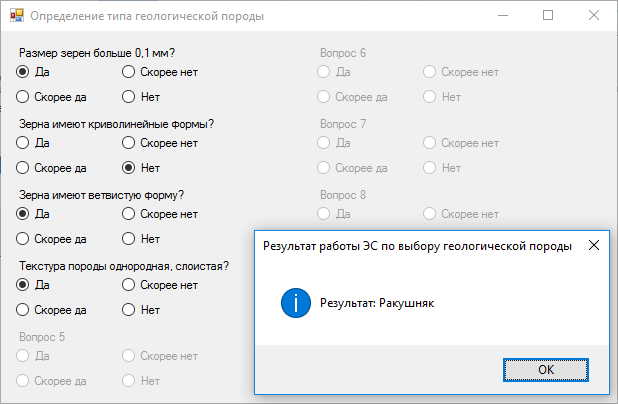 Определение типа геологической породы
Размер зерен больше 0,1 мм?
Да
Скорее нет
Скорее да
Нет
Зерна имеют криволинейные формы?
Да
Скорее нет
Скорее да
Нет
Зерна имеют ветвистую форму?
Да
Скорее нет
Скорее да
Нет
Текстура породы однородная, слоистая?
Да
Скорее нет
Скорее да
Нет
Вопрос 5
Да
Скорее нет
Скорее да
Нет
Вопрос 6
Да
Скорее нет
Скорее да
Нет
Вопрос 7
Да
Скорее нет
Скорее да
Нет
Вопрос 8
Да
Скорее нет
Результат работы ЭС по выбору геологической породы
Результат: Ракушняк
OK